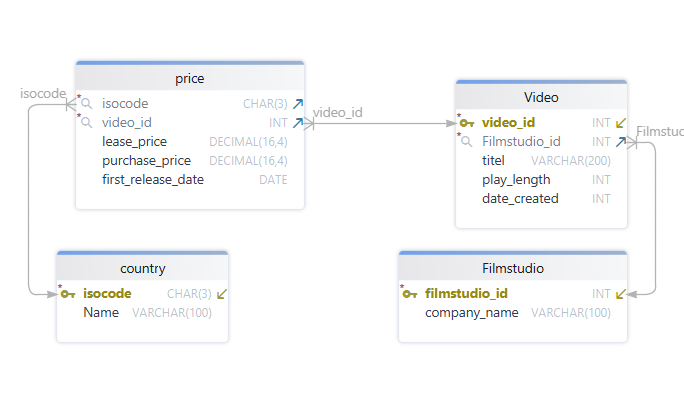 price
isocode
* isocode CHAR(3)
* video_id INT
video_id
lease_price DECIMAL(16,4)
purchase_price DECIMAL(16,4)
first_release_date DATE
Video
* video_id INT
* Filmstudio_id INT
Filmstu
titel VARCHAR(200)
play_length INT
date_created INT
country
* isocode CHAR(3)
Name VARCHAR(100)
Filmstudio
* filmstudio_id INT
company_name VARCHAR(100)